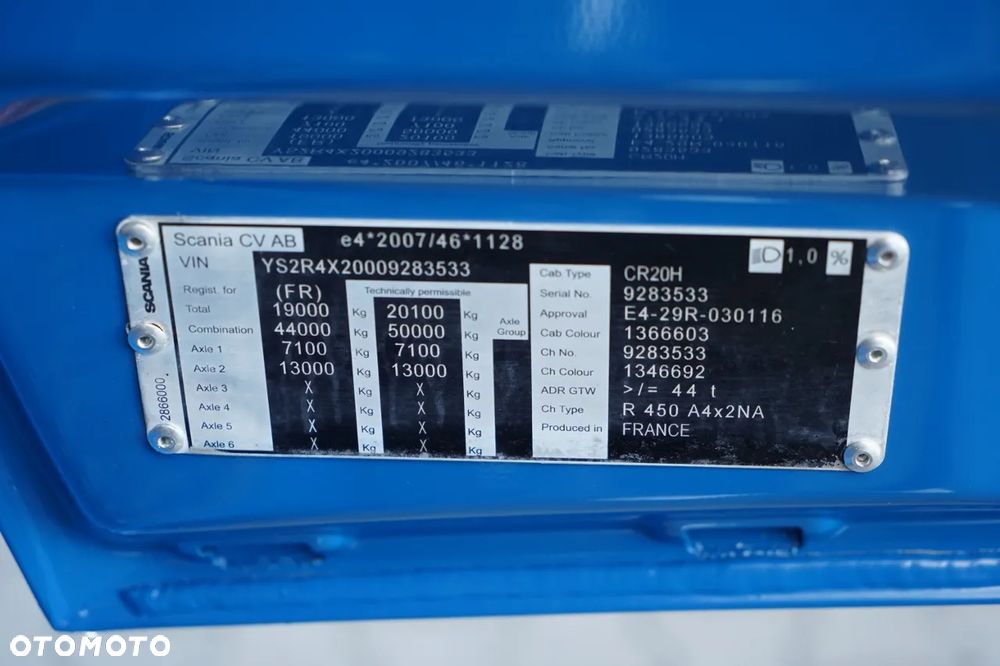 Scania CV AB e4*2007/46*1128 1,0 %
VIN YS2R4X20009283533
Regist. for (FR) Technically permissible
Total 19000 Kg 20100 Kg
Combination 44000 Kg 50000 Kg Axle Group
Axle 1 7100 Kg 7100 Kg
Axle 2 13000 Kg 13000 Kg
Axle 3 X Kg X Kg
Axle 4 X Kg X Kg
Axle 5 X Kg X Kg
Axle 6 X Kg X Kg
Cab Type CR20H
Serial No. 9283533
Approval E4-29R-030116
Cab Colour 1366603
Ch No. 9283533
Ch Colour 1346692
ADR GTW >/= 44 t
Ch Type R 450 A4x2NA
Produced in FRANCE
SCANIA
2866000
OTOMOTO